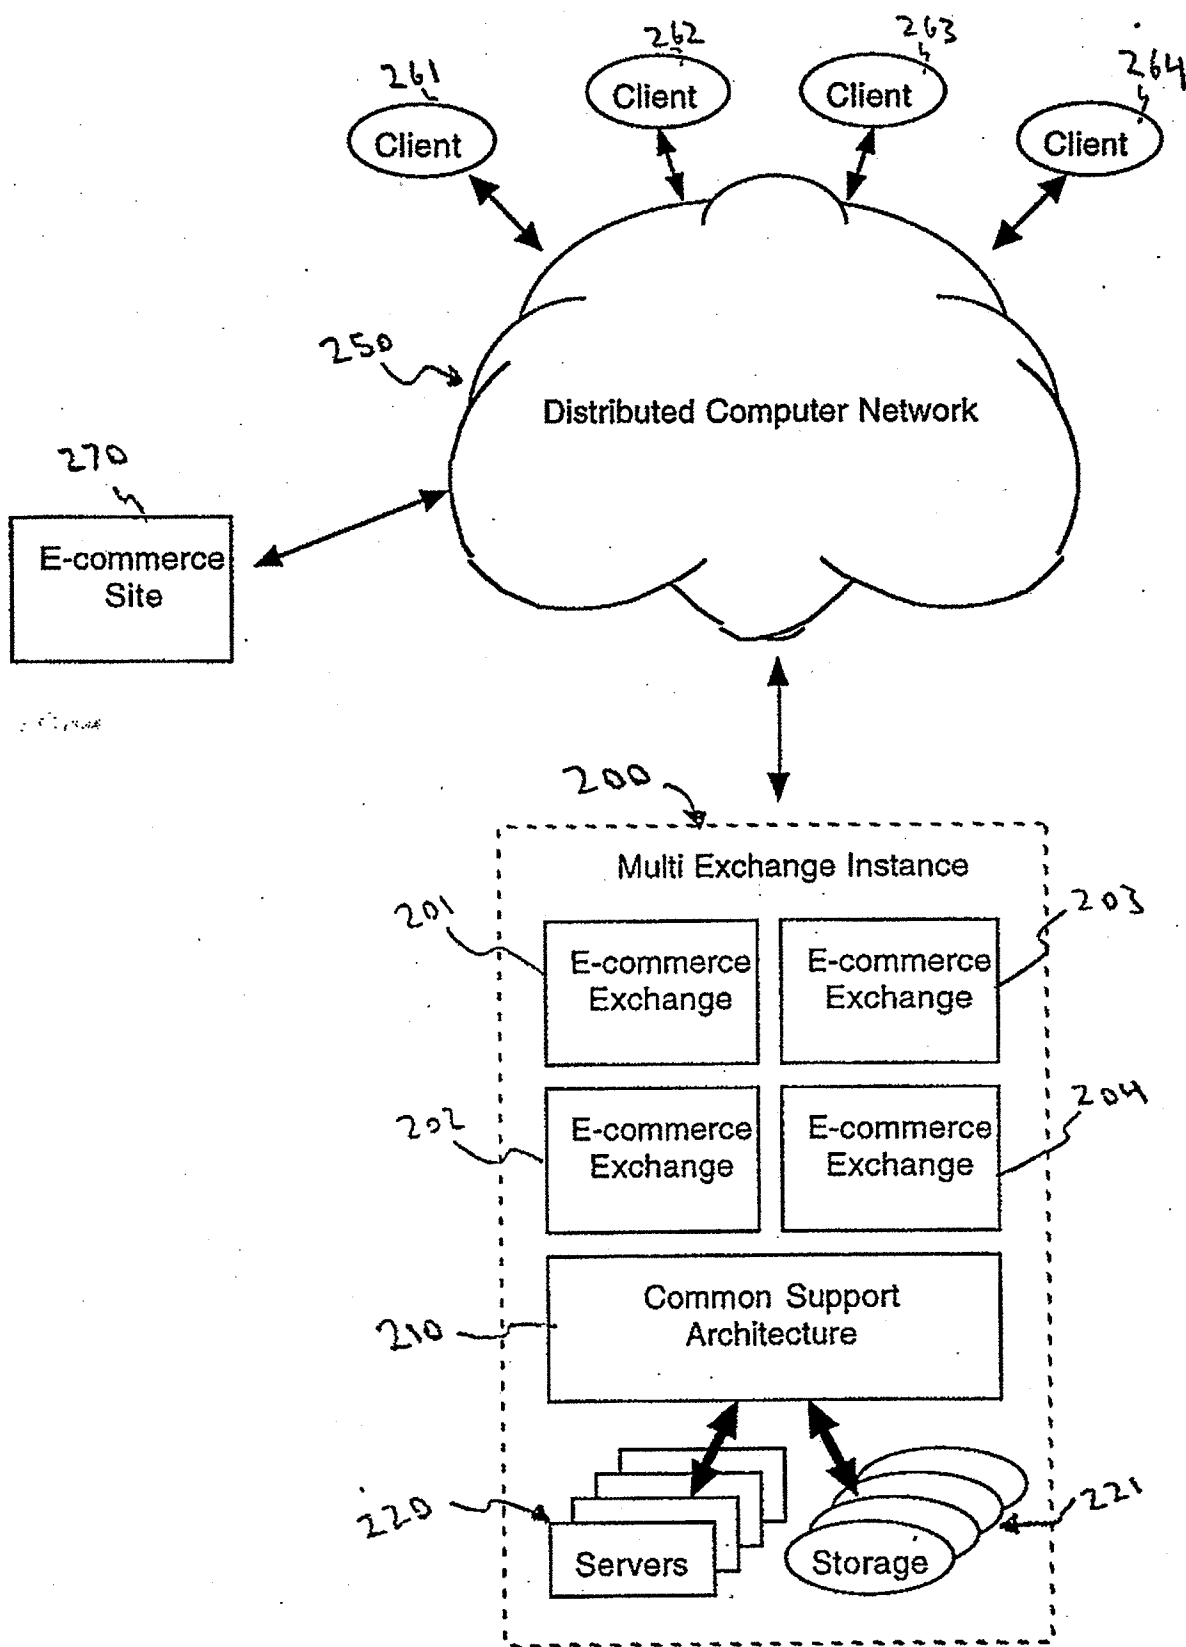 261
262
263
264
Client
Client
Client
Client
250
Distributed Computer Network
270
E-commerce
Site
200
Multi Exchange Instance
201
203
E-commerce
Exchange
E-commerce
Exchange
202
204
E-commerce
Exchange
E-commerce
Exchange
210
Common Support
Architecture
220
221
Servers
Storage